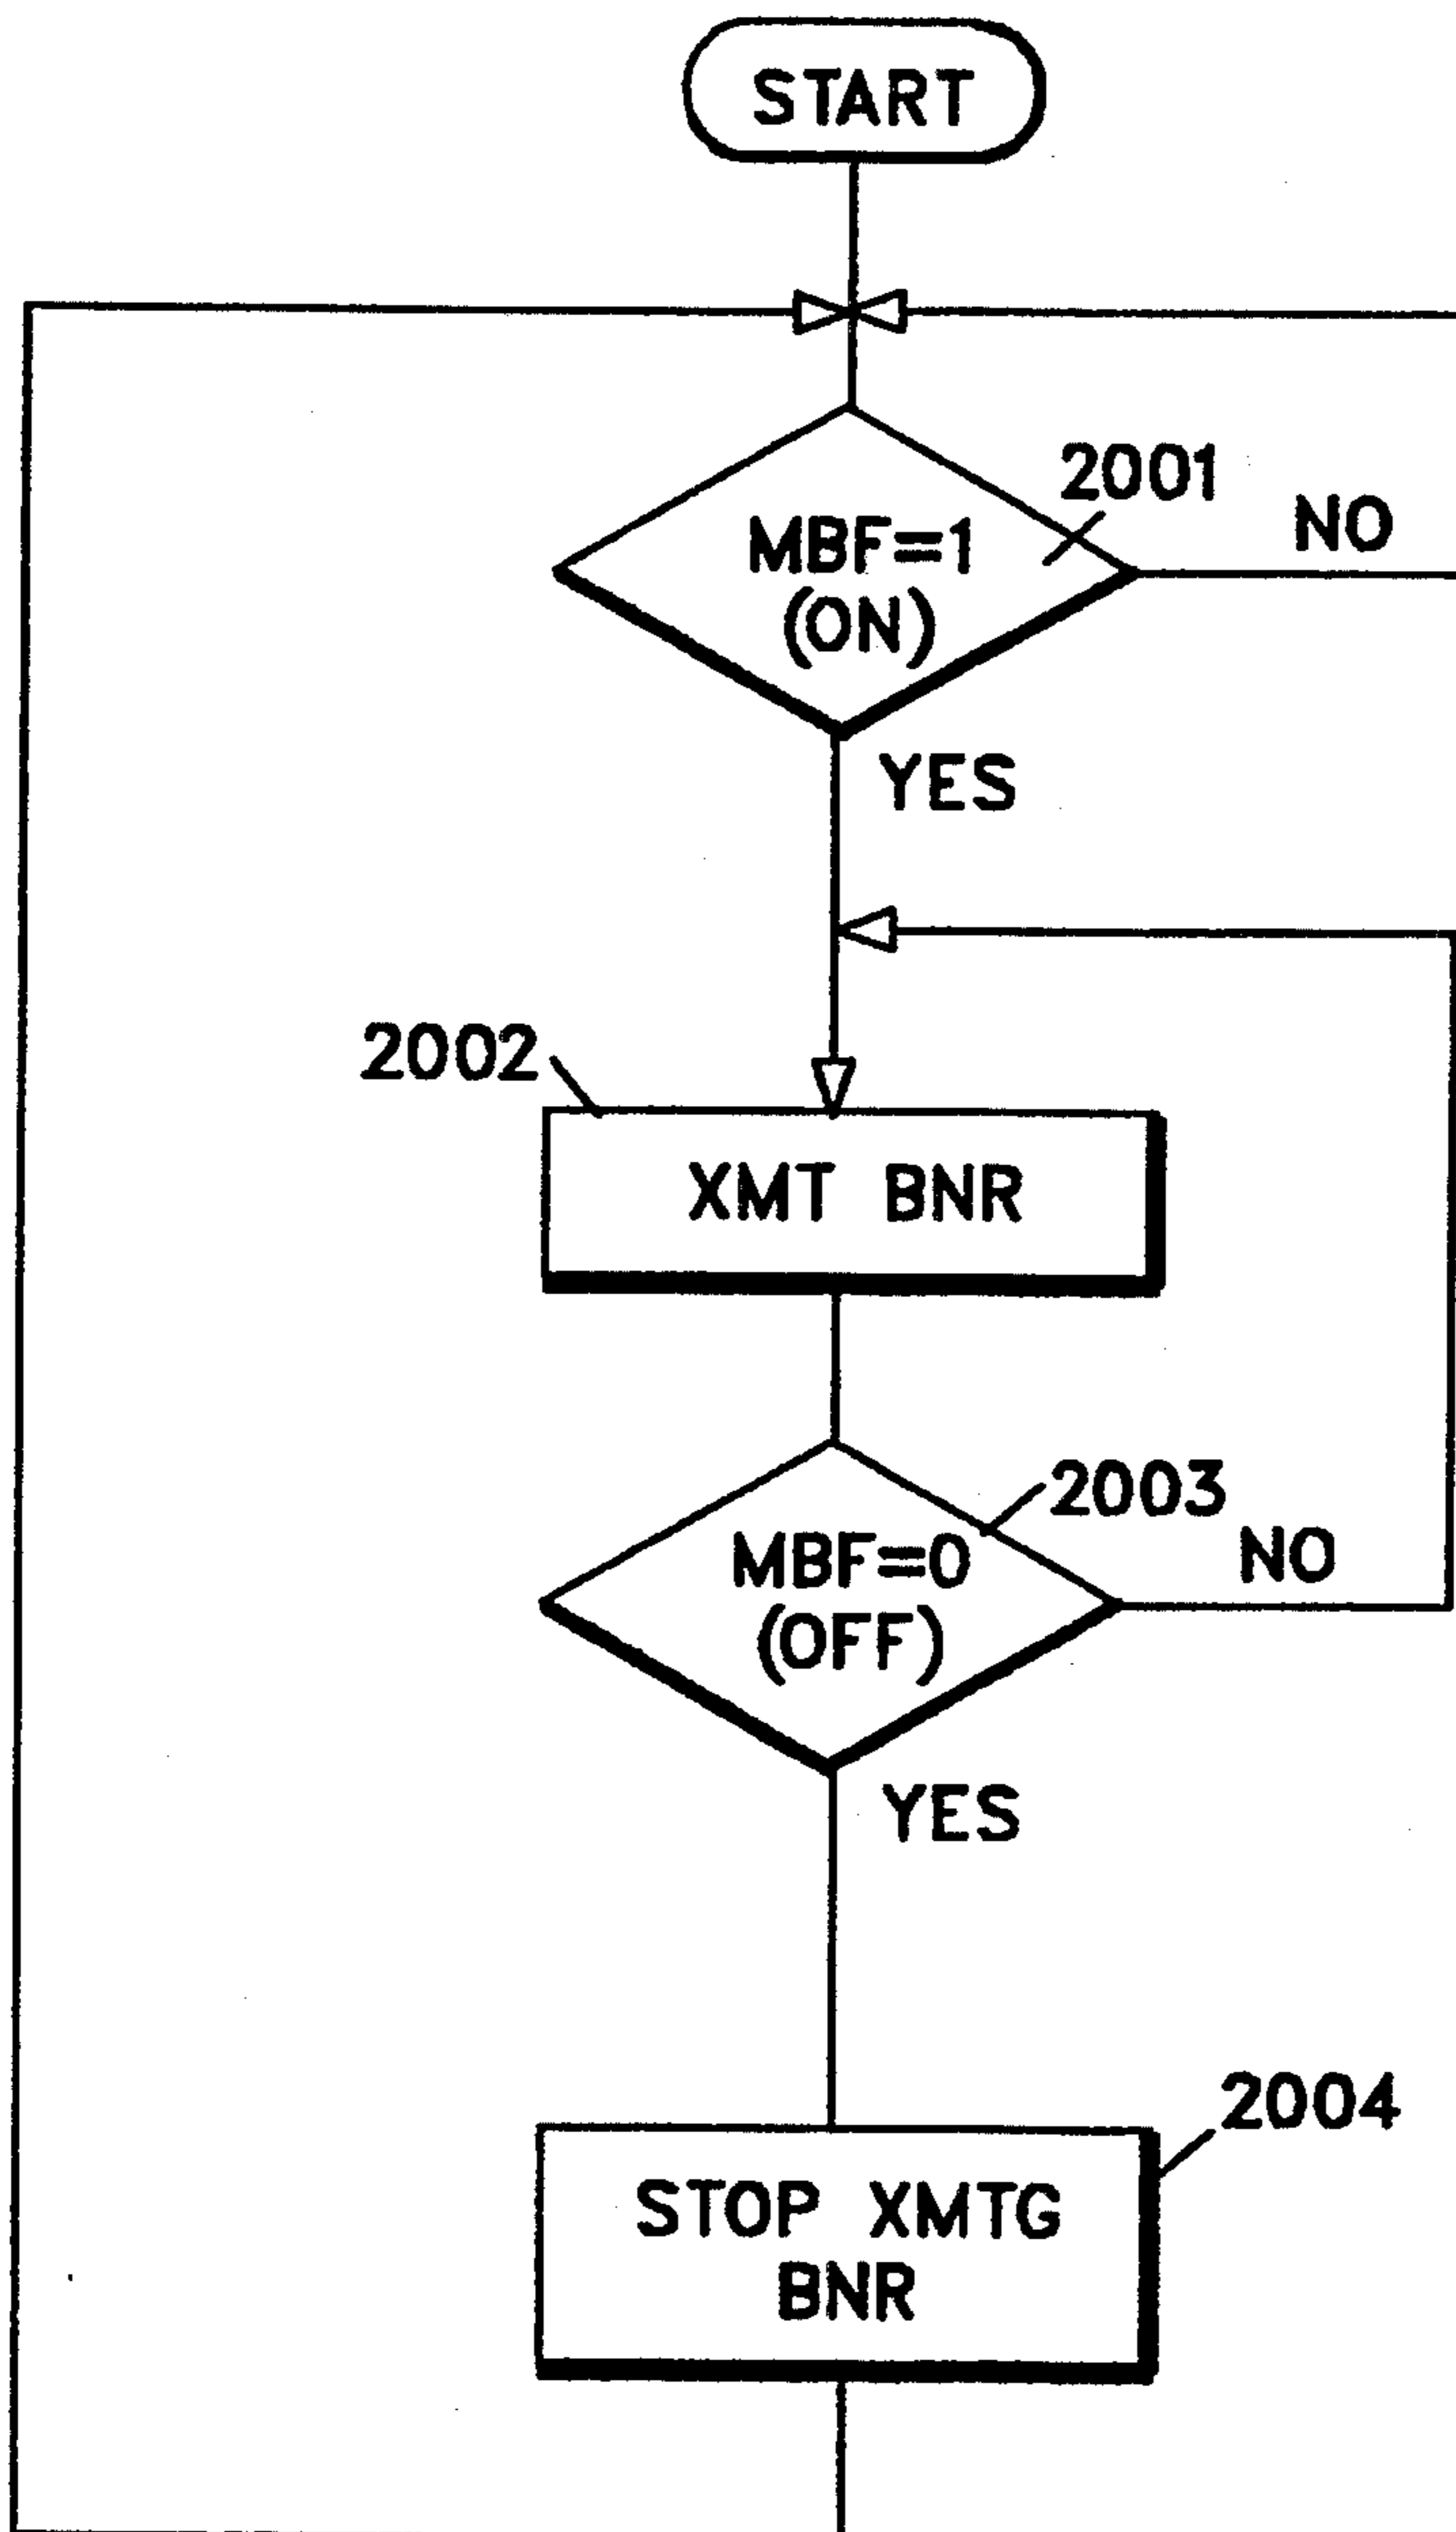 START
2001
NO
MBF=1
(ON)
YES
2002
XMT BNR
2003
MBF=0
(OFF)
NO
YES
2004
STOP XMTG
BNR